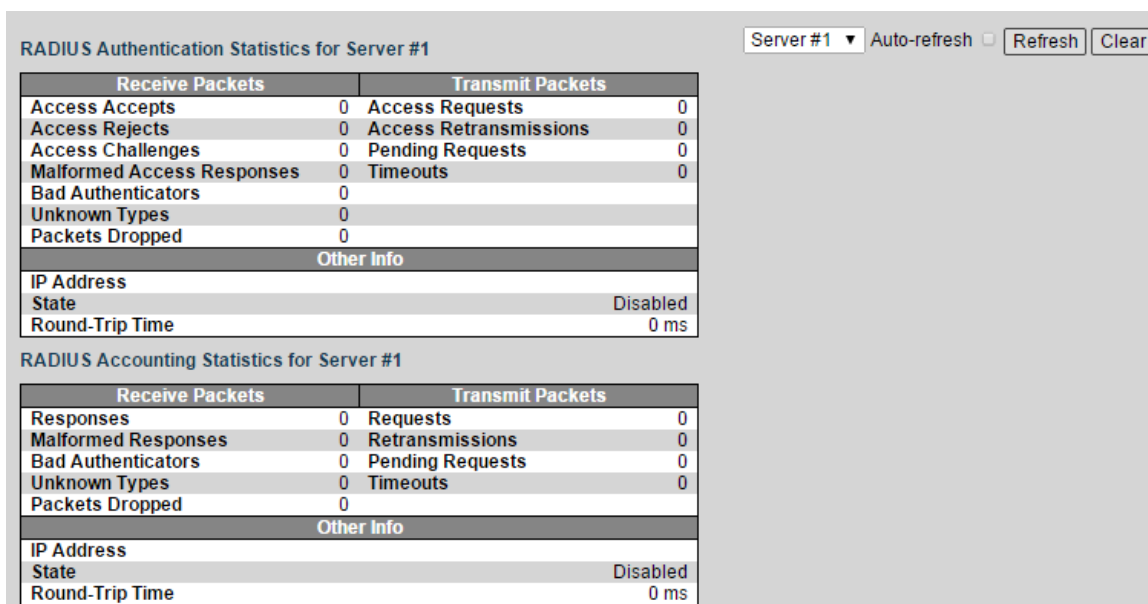 RADIUS Authentication Statistics for Server #1
Server #1 ▼ Auto-refresh Refresh Clear
Receive Packets Transmit Packets
Access Accepts 0 Access Requests 0
Access Rejects 0 Access Retransmissions 0
Access Challenges 0 Pending Requests 0
Malformed Access Responses 0 Timeouts 0
Bad Authenticators 0
Unknown Types 0
Packets Dropped 0
Other Info
IP Address
State Disabled
Round-Trip Time 0 ms
RADIUS Accounting Statistics for Server #1
Receive Packets Transmit Packets
Responses 0 Requests 0
Malformed Responses 0 Retransmissions 0
Bad Authenticators 0 Pending Requests 0
Unknown Types 0 Timeouts 0
Packets Dropped 0
Other Info
IP Address
State Disabled
Round-Trip Time 0 ms